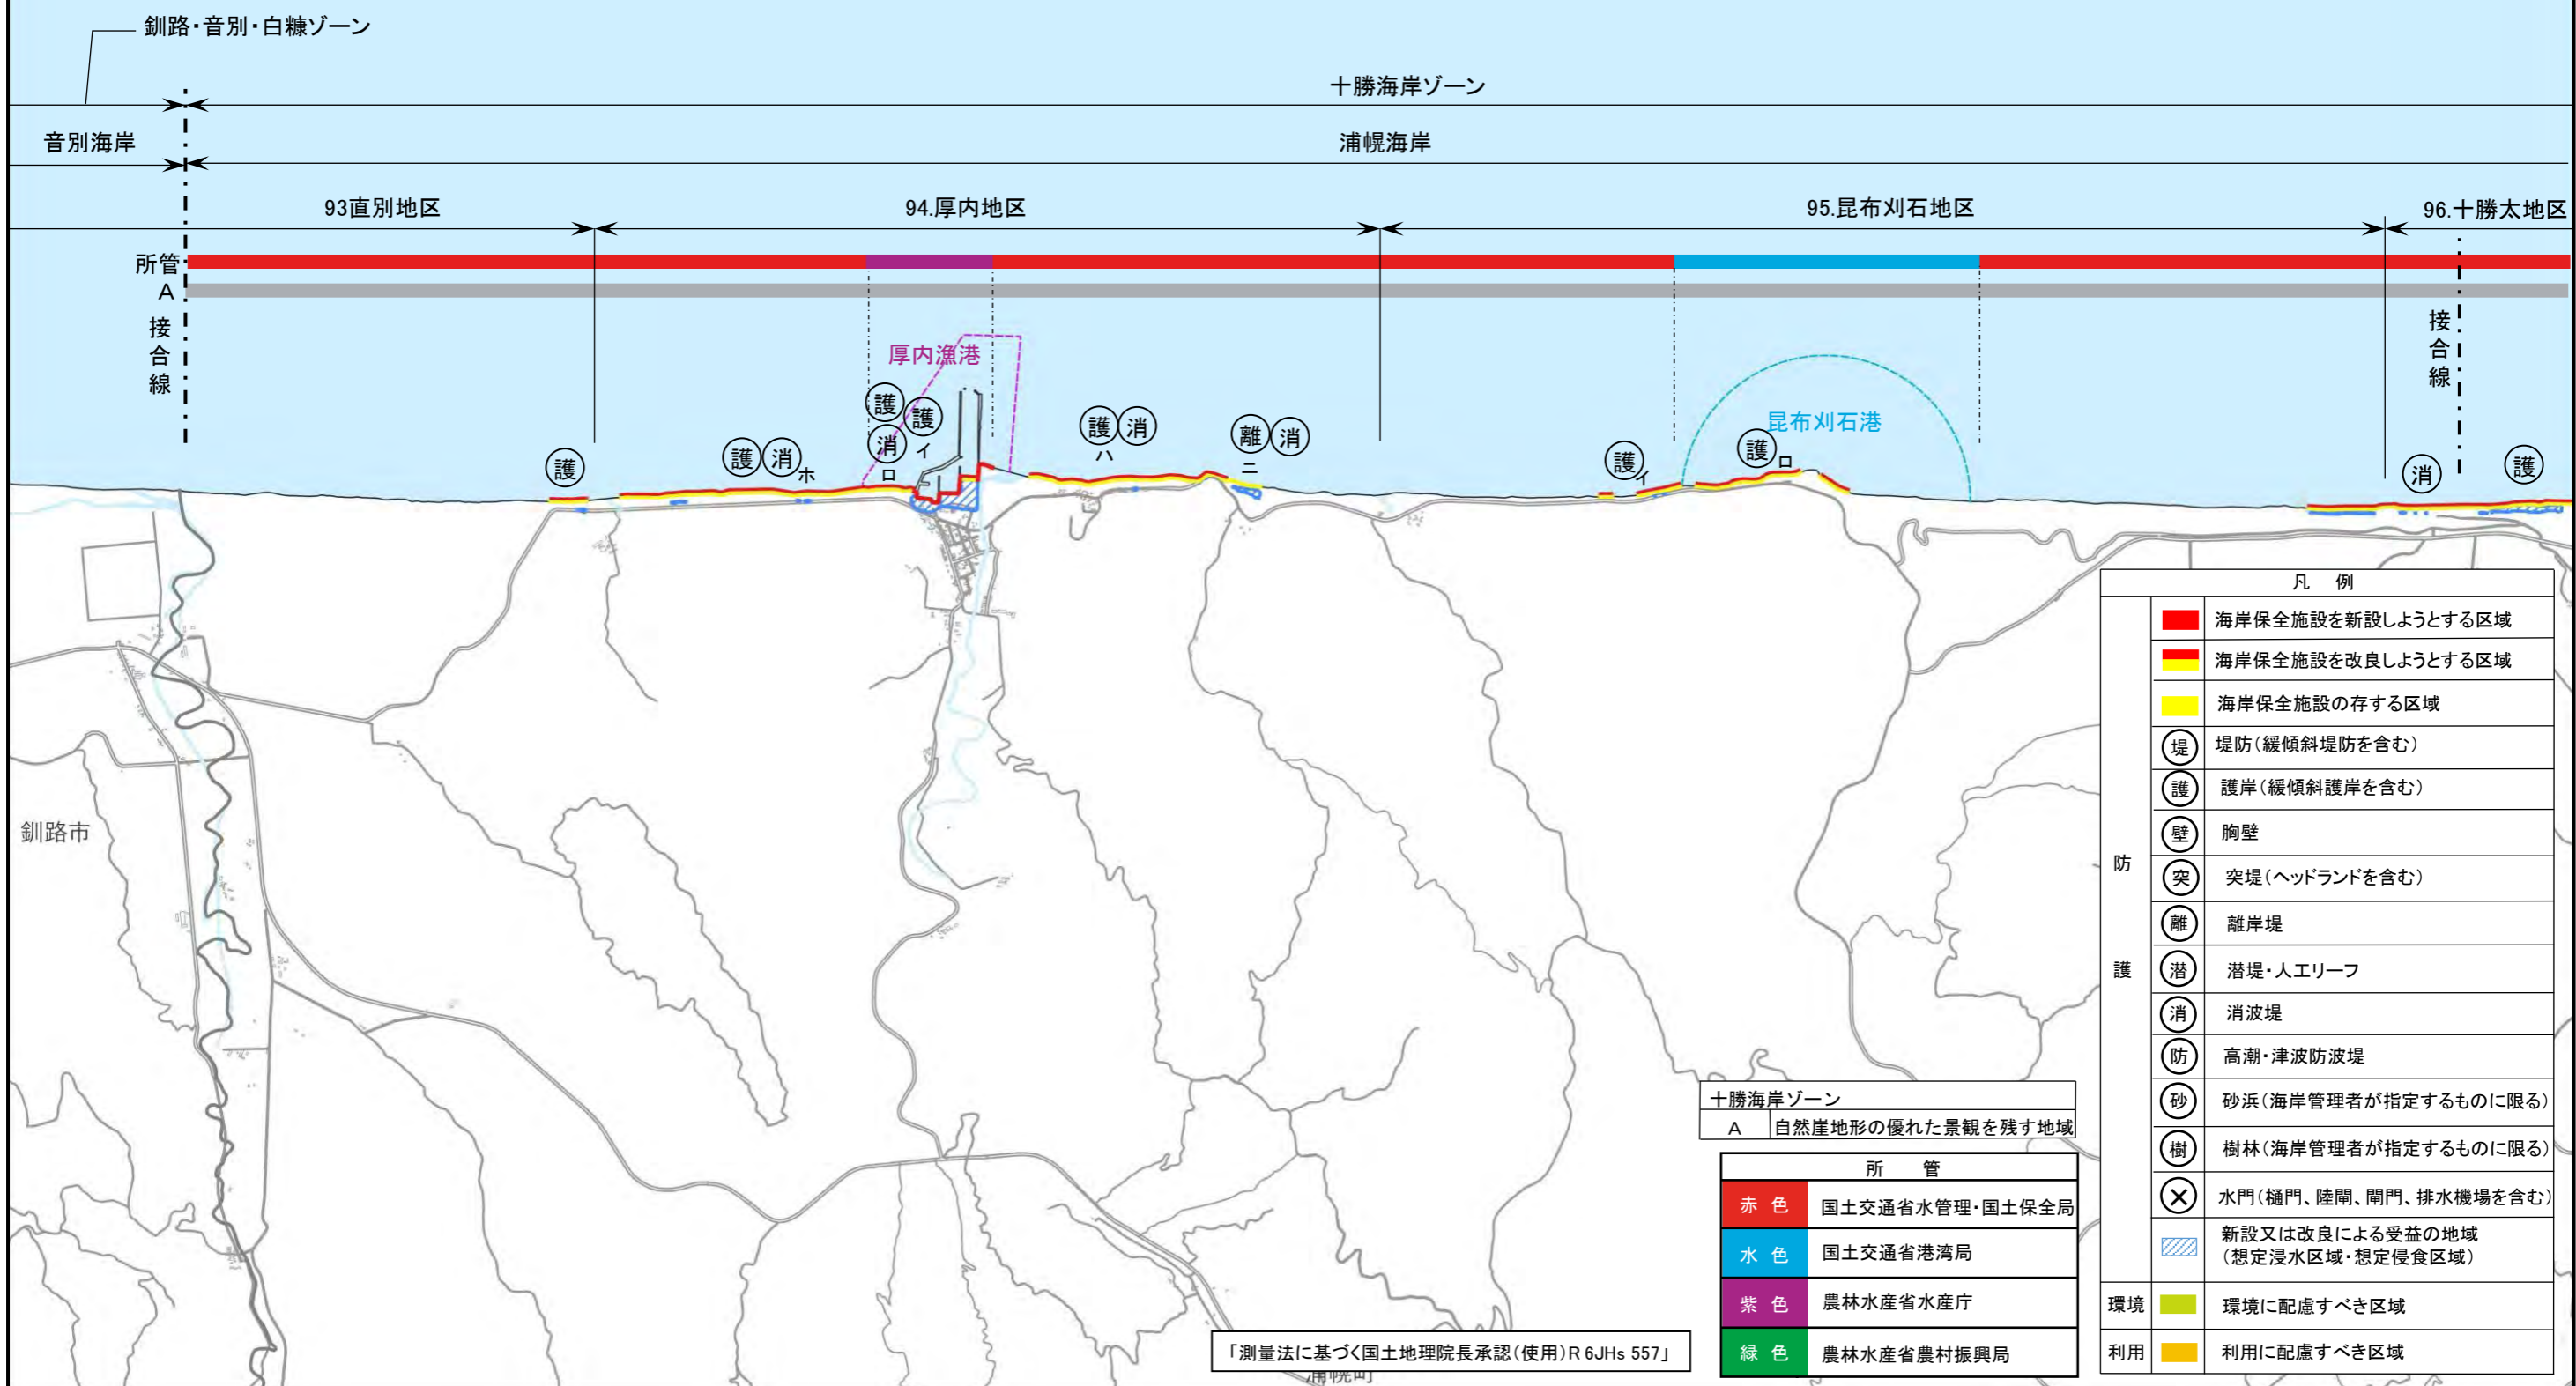 釧路・音別・白糠ゾーン
十勝海岸ゾーン
音別海岸
浦幌海岸
93直別地区
94.厚内地区
95.昆布刈石地区
96.十勝太地区
所管
A
接合線
接合線
厚内漁港
昆布刈石港
護
護 消 ホ
護
消 ロ
護 イ
護 消
ハ
離 消
ニ
護 イ
護 ロ
消
護
釧路市
浦幌町
凡 例
防護
海岸保全施設を新設しようとする区域
海岸保全施設を改良しようとする区域
海岸保全施設の存する区域
堤 堤防(緩傾斜堤防を含む)
護 護岸(緩傾斜護岸を含む)
壁 胸壁
突 突堤(ヘッドランドを含む)
離 離岸堤
潜 潜堤・人工リーフ
消 消波堤
防 高潮・津波防波堤
砂 砂浜(海岸管理者が指定するものに限る)
樹 樹林(海岸管理者が指定するものに限る)
水門(樋門、陸閘、閘門、排水機場を含む)
新設又は改良による受益の地域
(想定浸水区域・想定侵食区域)
環境 環境に配慮すべき区域
利用 利用に配慮すべき区域
十勝海岸ゾーン
A 自然崖地形の優れた景観を残す地域
所 管
赤 色 国土交通省水管理・国土保全局
水 色 国土交通省港湾局
紫 色 農林水産省水産庁
緑 色 農林水産省農村振興局
「測量法に基づく国土地理院長承認(使用)R 6JHs 557」